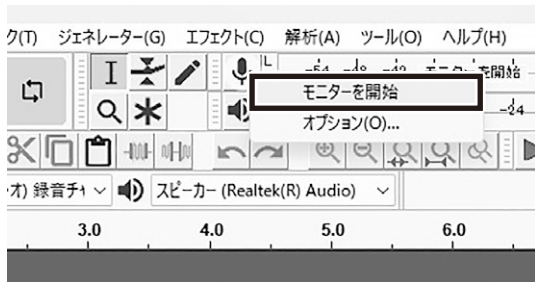 ク(T) ジェネレーター(G) エフェクト(C) 解析(A) ツール(O) ヘルプ(H)
L
モニターを開始
オプション(O)...
-24
オ) 録音チャ スピーカー (Realtek(R) Audio)
3.0 4.0 5.0 6.0